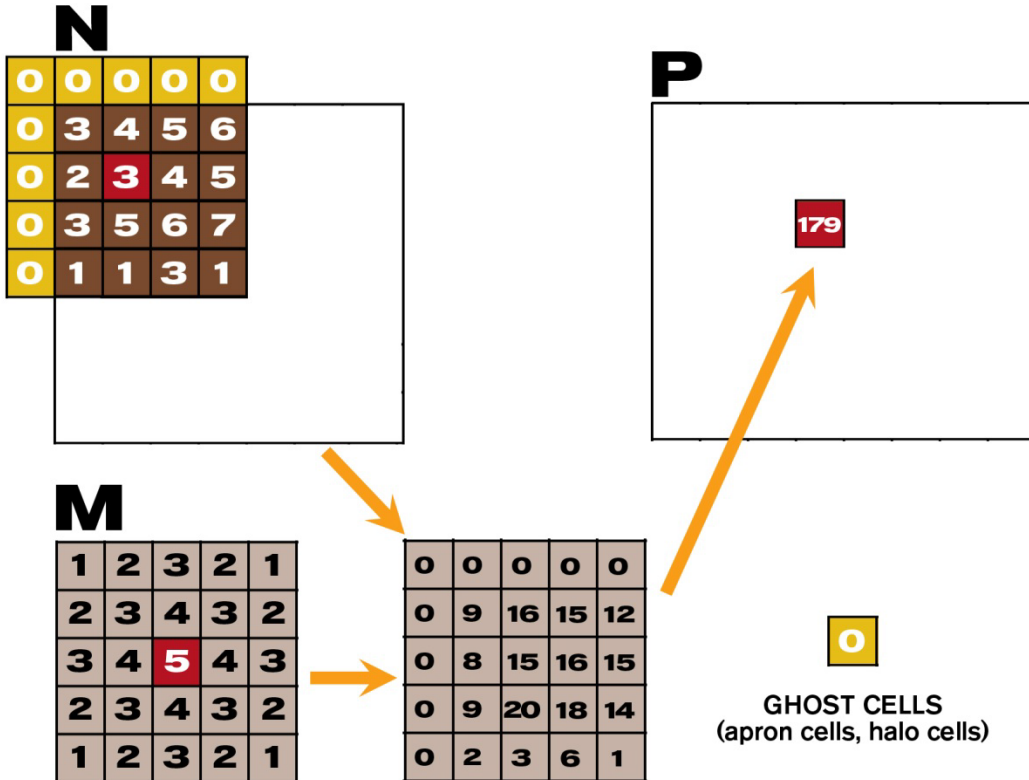 N
0 0 0 0 0
0 3 4 5 6
0 2 3 4 5
0 3 5 6 7
0 1 1 3 1
P
179
M
1 2 3 2 1
2 3 4 3 2
3 4 5 4 3
2 3 4 3 2
1 2 3 2 1
0 0 0 0 0
0 9 16 15 12
0 8 15 16 15
0 9 20 18 14
0 2 3 6 1
0
GHOST CELLS
(apron cells, halo cells)